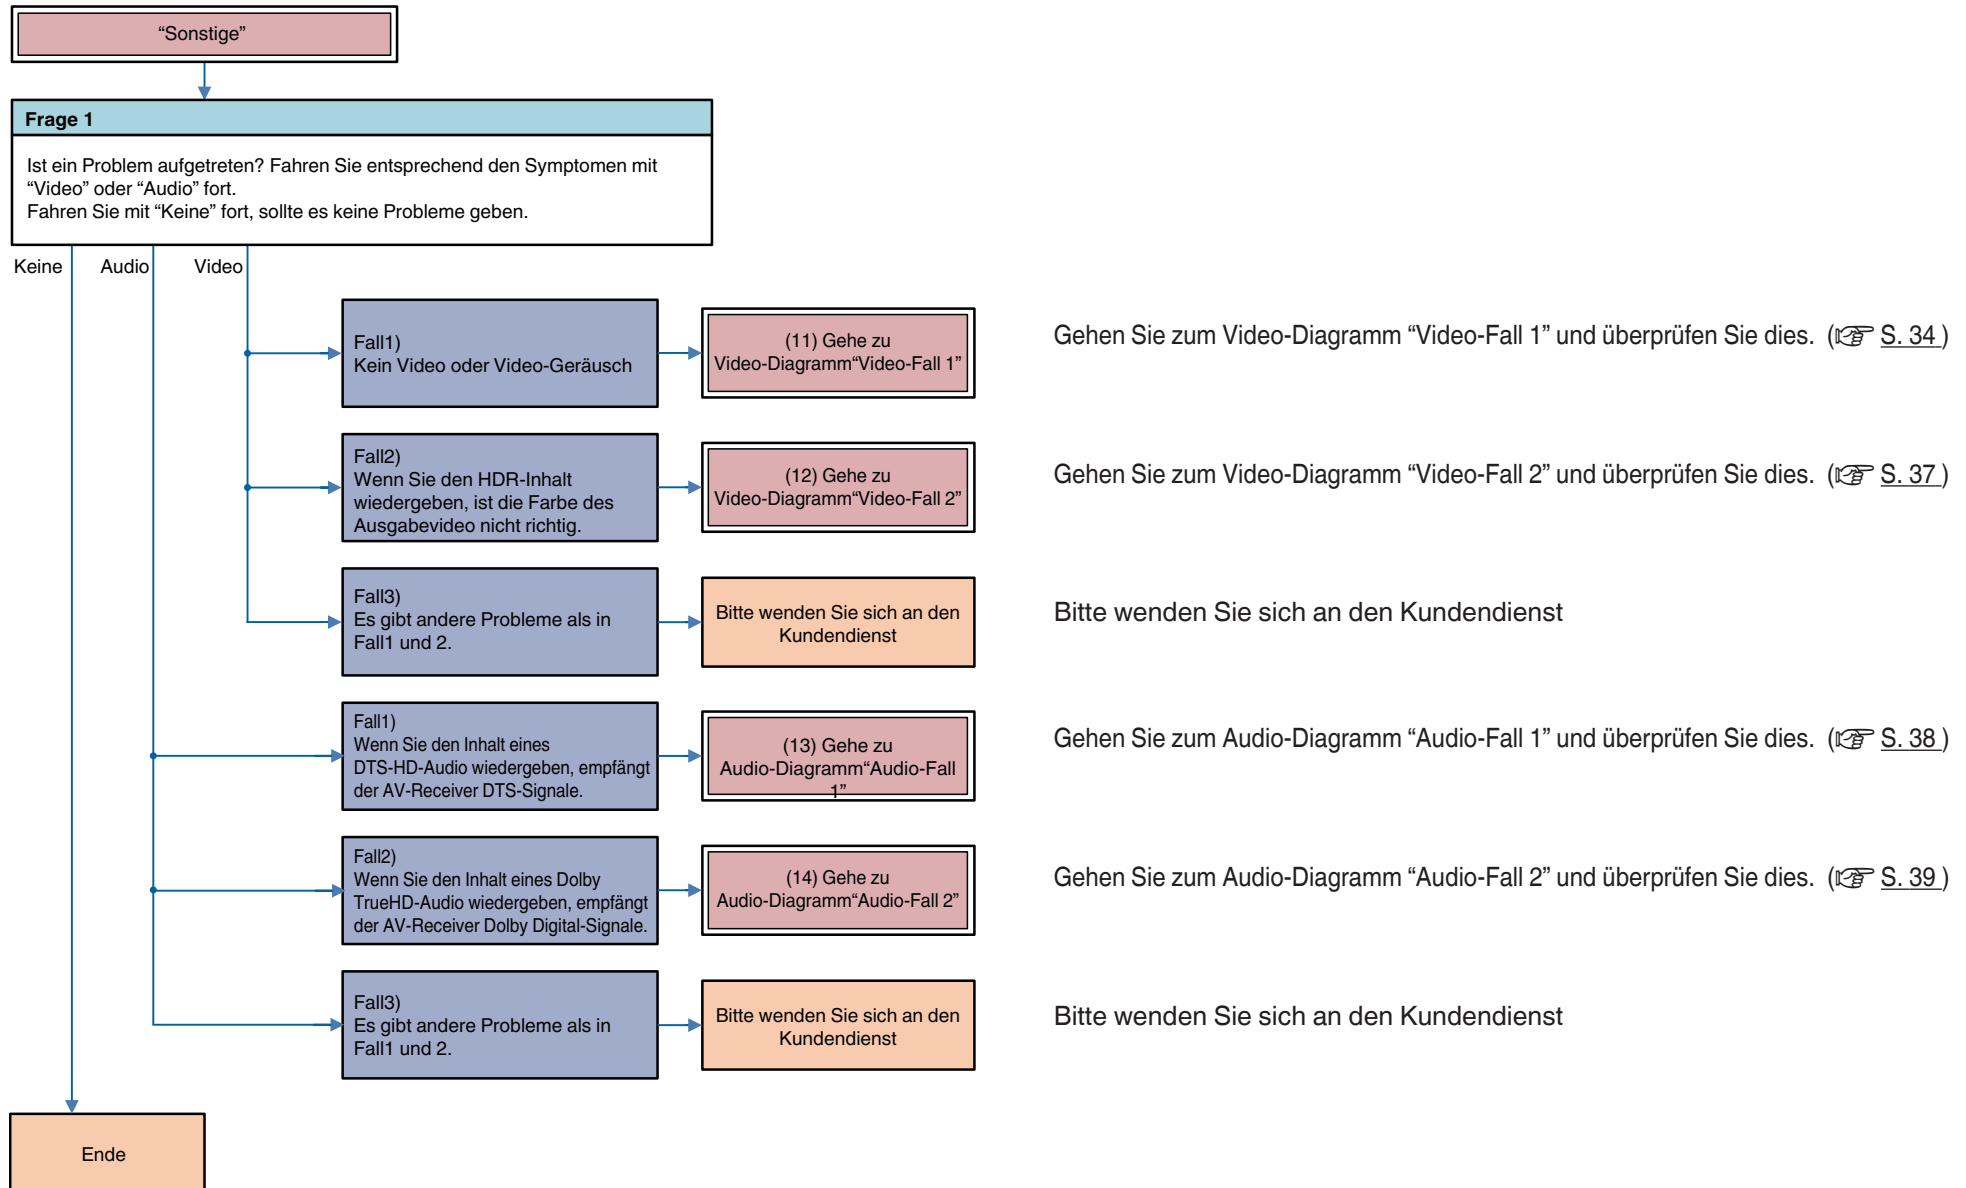 “Sonstige”
Frage 1
Ist ein Problem aufgetreten? Fahren Sie entsprechend den Symptomen mit
“Video” oder “Audio” fort.
Fahren Sie mit “Keine” fort, sollte es keine Probleme geben.
Keine
Audio
Video
Fall1)
Kein Video oder Video-Geräusch
(11) Gehe zu
Video-Diagramm“Video-Fall 1”
Gehen Sie zum Video-Diagramm “Video-Fall 1” und überprüfen Sie dies. (☞ S. 34 )
Fall2)
Wenn Sie den HDR-Inhalt
wiedergeben, ist die Farbe des
Ausgabevideo nicht richtig.
(12) Gehe zu
Video-Diagramm“Video-Fall 2”
Gehen Sie zum Video-Diagramm “Video-Fall 2” und überprüfen Sie dies. (☞ S. 37 )
Fall3)
Es gibt andere Probleme als in
Fall1 und 2.
Bitte wenden Sie sich an den
Kundendienst
Bitte wenden Sie sich an den Kundendienst
Fall1)
Wenn Sie den Inhalt eines
DTS-HD-Audio wiedergeben, empfängt
der AV-Receiver DTS-Signale.
(13) Gehe zu
Audio-Diagramm“Audio-Fall
1”
Gehen Sie zum Audio-Diagramm “Audio-Fall 1” und überprüfen Sie dies. (☞ S. 38 )
Fall2)
Wenn Sie den Inhalt eines Dolby
TrueHD-Audio wiedergeben, empfängt
der AV-Receiver Dolby Digital-Signale.
(14) Gehe zu
Audio-Diagramm“Audio-Fall 2”
Gehen Sie zum Audio-Diagramm “Audio-Fall 2” und überprüfen Sie dies. (☞ S. 39 )
Fall3)
Es gibt andere Probleme als in
Fall1 und 2.
Bitte wenden Sie sich an den
Kundendienst
Bitte wenden Sie sich an den Kundendienst
Ende